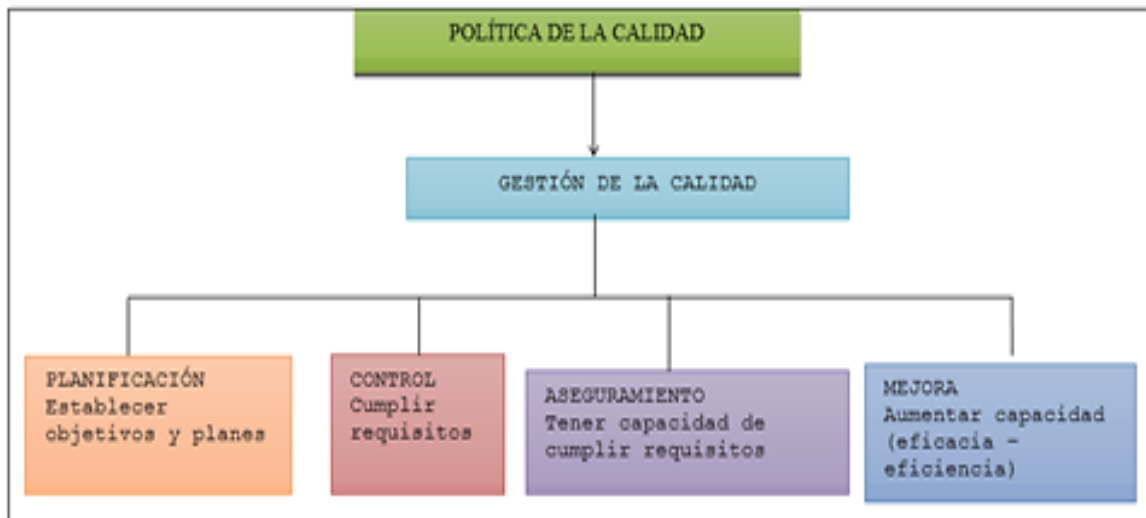 POLÍTICA DE LA CALIDAD
GESTIÓN DE LA CALIDAD
PLANIFICACIÓN
Establecer
objetivos y planes
CONTROL
Cumplir
requisitos
ASEGURAMIENTO
Tener capacidad de
cumplir requisitos
MEJORA
Aumentar capacidad
(eficacia –
eficiencia)